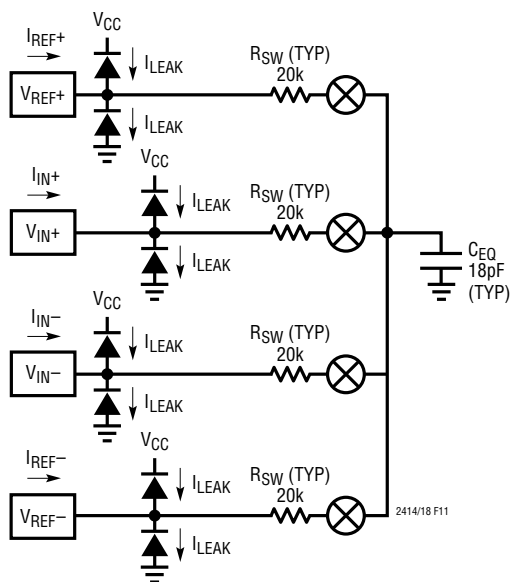 VCC
IREF+
ILEAK
RSW (TYP)
20k
VREF+
ILEAK
VCC
IIN+
ILEAK
RSW (TYP)
20k
VIN+
ILEAK
CEQ
18pF
(TYP)
VCC
IIN–
ILEAK
RSW (TYP)
20k
VIN–
ILEAK
VCC
IREF–
ILEAK
RSW (TYP)
20k
VREF–
ILEAK
2414/18 F11